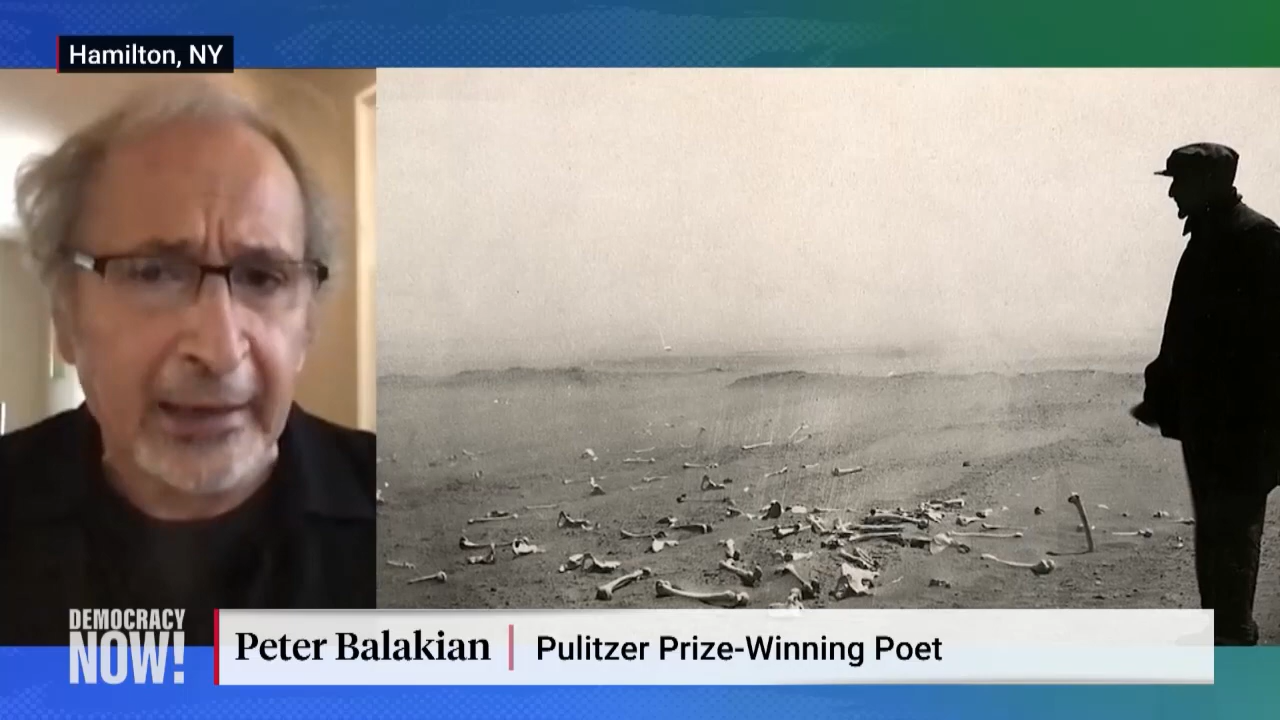 Hamilton, NY
DEMOCRACY
NOW!
Peter Balakian | Pulitzer Prize-Winning Poet